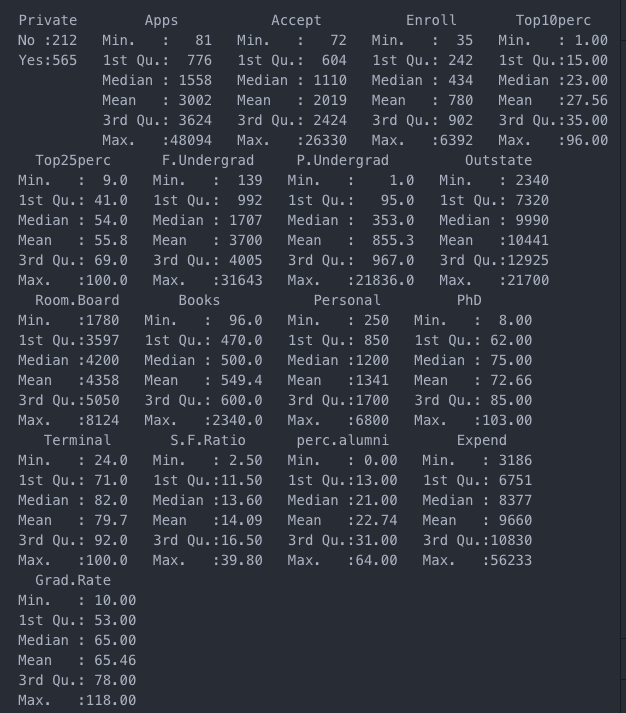 Private        Apps           Accept          Enroll       Top10perc
No :212   Min.   :   81   Min.   :   72   Min.   :  35   Min.   : 1.00
Yes:565   1st Qu.:  776   1st Qu.:  604   1st Qu.: 242   1st Qu.:15.00
Median : 1558   Median : 1110   Median : 434   Median :23.00
Mean   : 3002   Mean   : 2019   Mean   : 780   Mean   :27.56
3rd Qu.: 3624   3rd Qu.: 2424   3rd Qu.: 902   3rd Qu.:35.00
Max.   :48094   Max.   :26330   Max.   :6392   Max.   :96.00
Top25perc      F.Undergrad     P.Undergrad         Outstate
Min.   :  9.0   Min.   :  139   Min.   :    1.0   Min.   : 2340
1st Qu.: 41.0   1st Qu.:  992   1st Qu.:   95.0   1st Qu.: 7320
Median : 54.0   Median : 1707   Median :  353.0   Median : 9990
Mean   : 55.8   Mean   : 3700   Mean   :  855.3   Mean   :10441
3rd Qu.: 69.0   3rd Qu.: 4005   3rd Qu.:  967.0   3rd Qu.:12925
Max.   :100.0   Max.   :31643   Max.   :21836.0   Max.   :21700
Room.Board       Books           Personal         PhD
Min.   :1780   Min.   :  96.0   Min.   : 250   Min.   :  8.00
1st Qu.:3597   1st Qu.: 470.0   1st Qu.: 850   1st Qu.: 62.00
Median :4200   Median : 500.0   Median :1200   Median : 75.00
Mean   :4358   Mean   : 549.4   Mean   :1341   Mean   : 72.66
3rd Qu.:5050   3rd Qu.: 600.0   3rd Qu.:1700   3rd Qu.: 85.00
Max.   :8124   Max.   :2340.0   Max.   :6800   Max.   :103.00
Terminal       S.F.Ratio      perc.alumni        Expend
Min.   : 24.0   Min.   : 2.50   Min.   : 0.00   Min.   : 3186
1st Qu.: 71.0   1st Qu.:11.50   1st Qu.:13.00   1st Qu.: 6751
Median : 82.0   Median :13.60   Median :21.00   Median : 8377
Mean   : 79.7   Mean   :14.09   Mean   :22.74   Mean   : 9660
3rd Qu.: 92.0   3rd Qu.:16.50   3rd Qu.:31.00   3rd Qu.:10830
Max.   :100.0   Max.   :39.80   Max.   :64.00   Max.   :56233
Grad.Rate
Min.   : 10.00
1st Qu.: 53.00
Median : 65.00
Mean   : 65.46
3rd Qu.: 78.00
Max.   :118.00